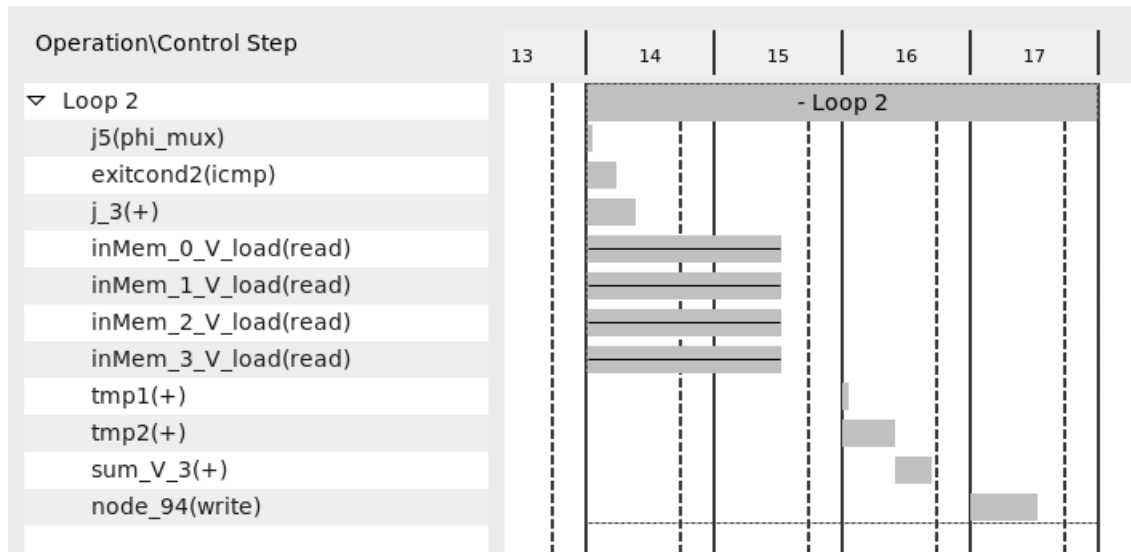 Operation\Control Step
13 14 15 16 17
Loop 2
- Loop 2
j5(phi_mux)
exitcond2(icmp)
j_3(+)
inMem_0_V_load(read)
inMem_1_V_load(read)
inMem_2_V_load(read)
inMem_3_V_load(read)
tmp1(+)
tmp2(+)
sum_V_3(+)
node_94(write)